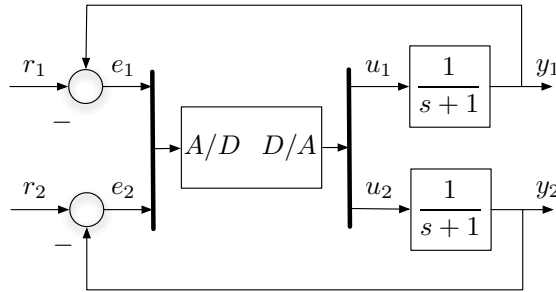 r₁ e₁ u₁ 1 y₁
− s + 1
A/D D/A
r₂ e₂ u₂ 1 y₂
− s + 1